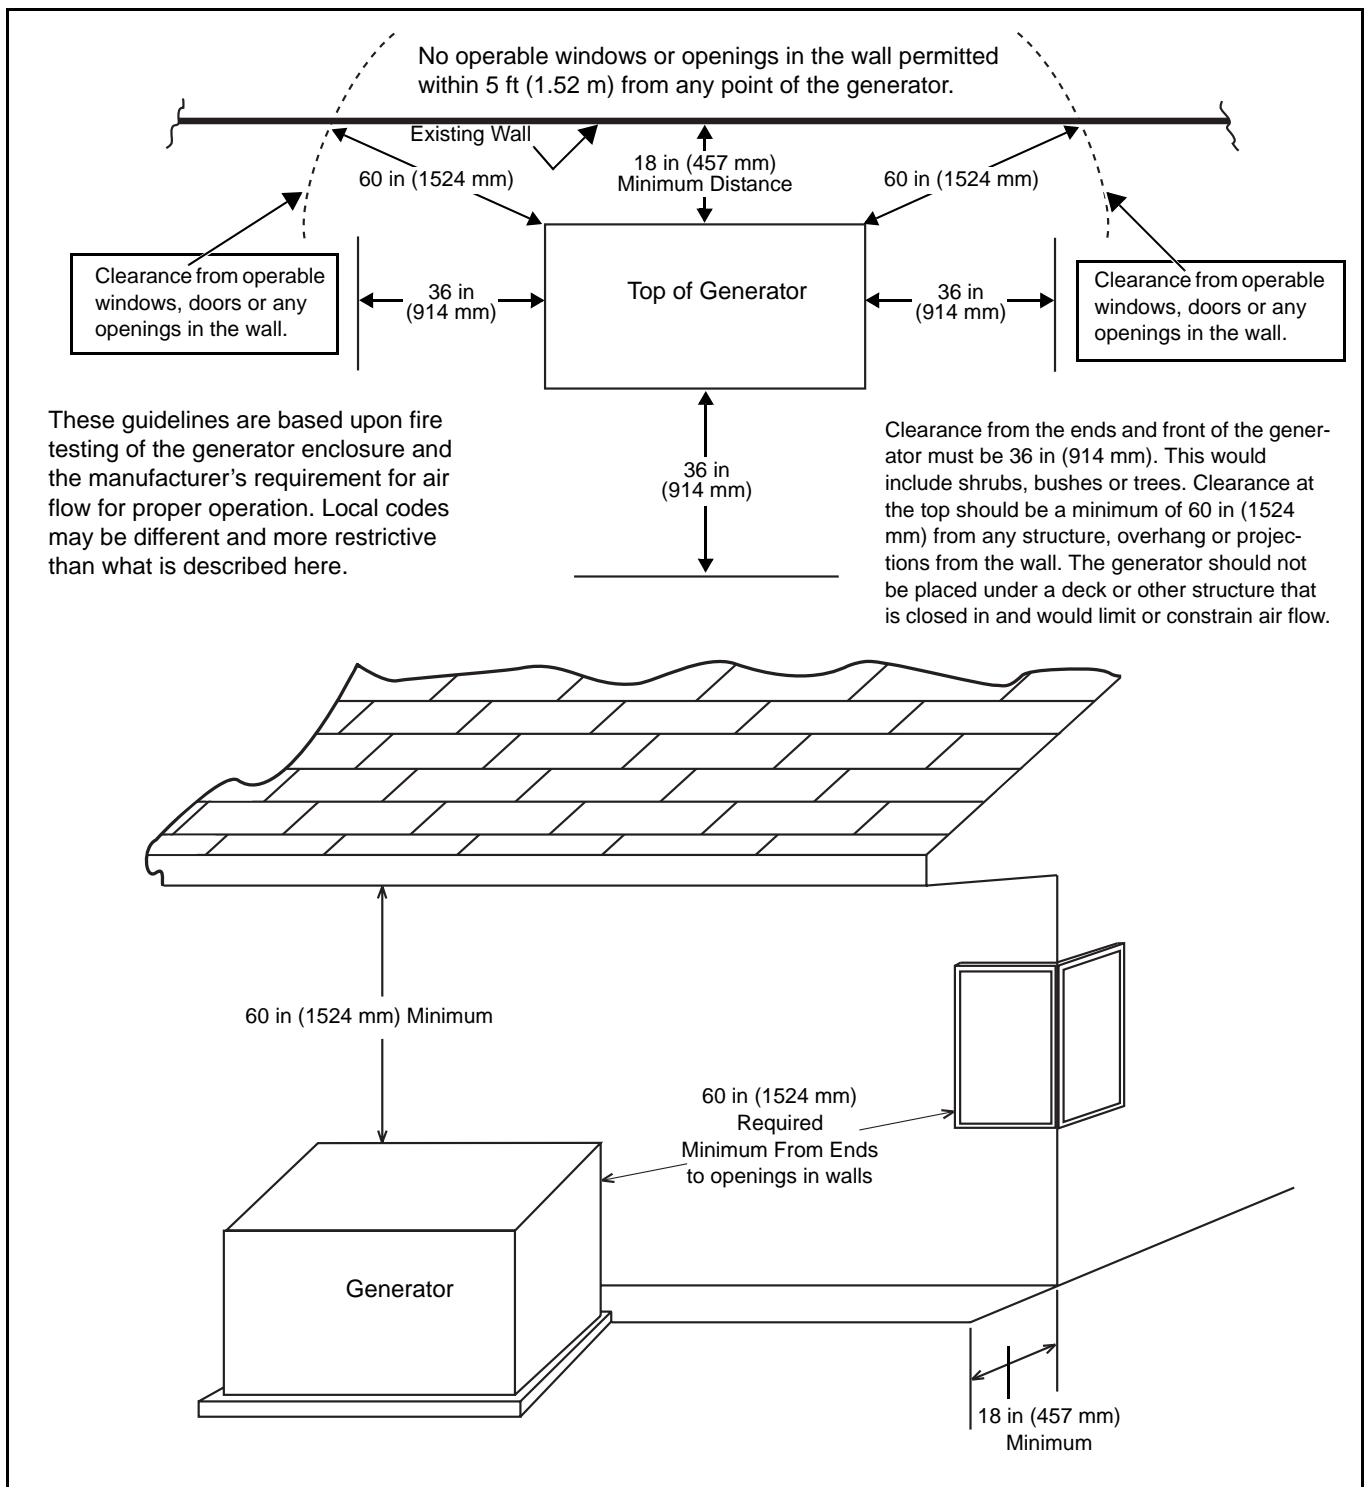 No operable windows or openings in the wall permitted
within 5 ft (1.52 m) from any point of the generator.
Existing Wall
18 in (457 mm)
Minimum Distance
60 in (1524 mm)
60 in (1524 mm)
Clearance from operable
windows, doors or any
openings in the wall.
36 in
(914 mm)
Top of Generator
36 in
(914 mm)
Clearance from operable
windows, doors or any
openings in the wall.
These guidelines are based upon fire
testing of the generator enclosure and
the manufacturer's requirement for air
flow for proper operation. Local codes
may be different and more restrictive
than what is described here.
36 in
(914 mm)
Clearance from the ends and front of the gener-
ator must be 36 in (914 mm). This would
include shrubs, bushes or trees. Clearance at
the top should be a minimum of 60 in (1524
mm) from any structure, overhang or projec-
tions from the wall. The generator should not
be placed under a deck or other structure that
is closed in and would limit or constrain air flow.
60 in (1524 mm) Minimum
60 in (1524 mm)
Required
Minimum From Ends
to openings in walls
Generator
18 in (457 mm)
Minimum